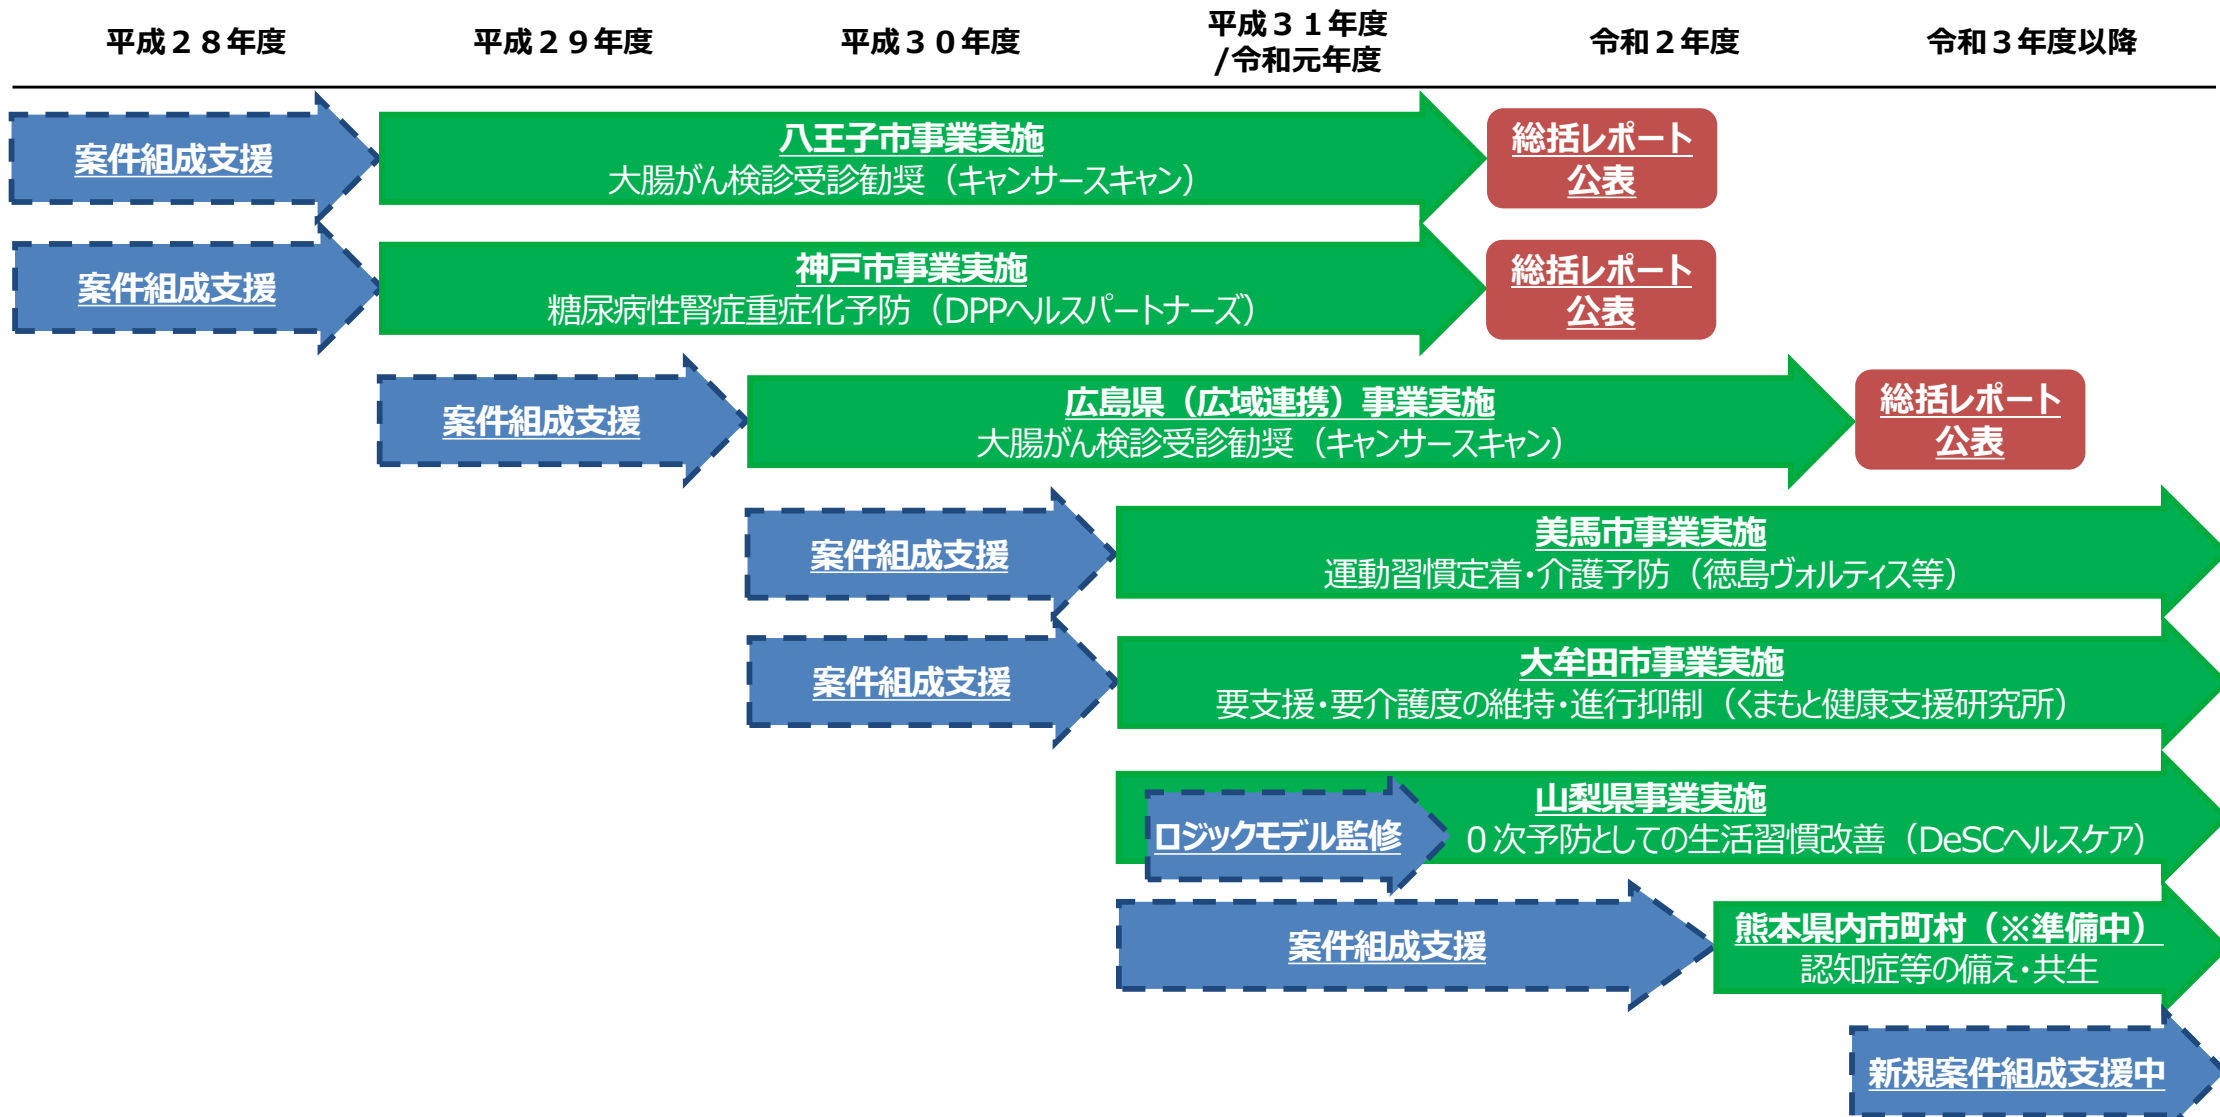 平成２８年度
平成２９年度
平成３０年度
平成３１年度
/令和元年度
令和２年度
令和３年度以降
案件組成支援
八王子市事業実施
大腸がん検診受診勧奨（キャンサースキャン）
総括レポート
公表
案件組成支援
神戸市事業実施
糖尿病性腎症重症化予防（DPPヘルスパートナーズ）
総括レポート
公表
案件組成支援
広島県（広域連携）事業実施
大腸がん検診受診勧奨（キャンサースキャン）
総括レポート
公表
案件組成支援
美馬市事業実施
運動習慣定着・介護予防（徳島ヴォルティス等）
案件組成支援
大牟田市事業実施
要支援・要介護度の維持・進行抑制（くまもと健康支援研究所）
ロジックモデル監修
山梨県事業実施
０次予防としての生活習慣改善（DeSCヘルスケア）
案件組成支援
熊本県内市町村（※準備中）
認知症等の備え・共生
新規案件組成支援中